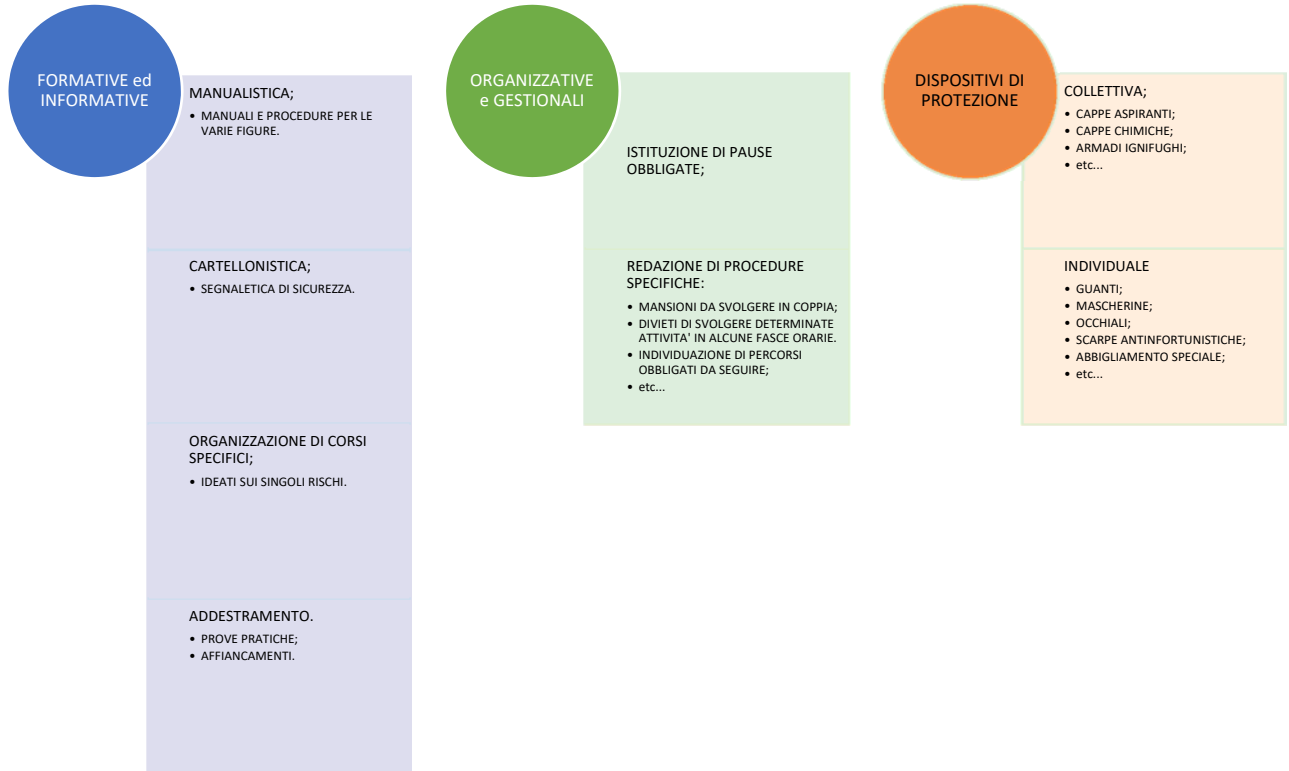 FORMATIVE ed
INFORMATIVE
MANUALISTICA;
• MANUALI E PROCEDURE PER LE
VARIE FIGURE.
CARTELLONISTICA;
• SEGNALETICA DI SICUREZZA.
ORGANIZZAZIONE DI CORSI
SPECIFICI;
• IDEATI SUI SINGOLI RISCHI.
ADDESTRAMENTO.
• PROVE PRATICHE;
• AFFIANCAMENTI.
ORGANIZZATIVE
e GESTIONALI
ISTITUZIONE DI PAUSE
OBBLIGATE;
REDAZIONE DI PROCEDURE
SPECIFICHE:
• MANSIONI DA SVOLGERE IN COPPIA;
• DIVIETI DI SVOLGERE DETERMINATE
ATTIVITA' IN ALCUNE FASCE ORARIE.
• INDIVIDUAZIONE DI PERCORSI
OBBLIGATI DA SEGUIRE;
• etc...
DISPOSITIVI DI
PROTEZIONE
COLLETTIVA;
• CAPPE ASPIRANTI;
• CAPPE CHIMICHE;
• ARMADI IGNIFUGHI;
• etc...
INDIVIDUALE
• GUANTI;
• MASCHERINE;
• OCCHIALI;
• SCARPE ANTINFORTUNISTICHE;
• ABBIGLIAMENTO SPECIALE;
• etc...